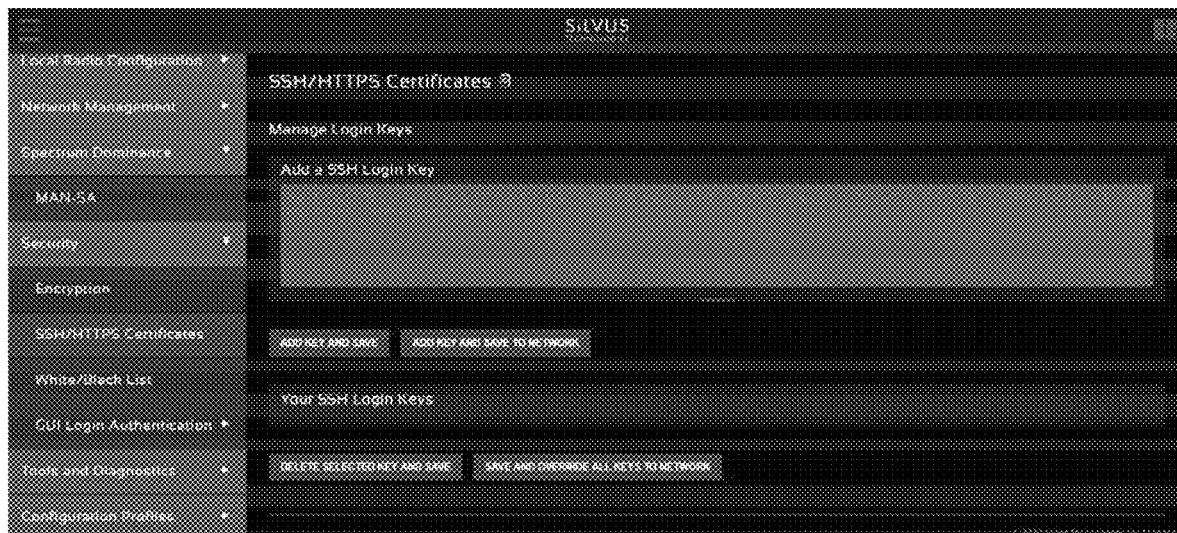 SILVUS
Local Radio Configuration
Network Management
Spectrum Dominance
MAN-SA
Security
Encryption
SSH/HTTPS Certificates
White/Black List
GUI Login Authentication
Tools and Diagnostics
Configuration Profiles
SSH/HTTPS Certificates
Manage Login Keys
Add a SSH Login Key
ADD KEY AND SAVE
ADD KEY AND SAVE TO NETWORK
Your SSH Login Keys
DELETE SELECTED KEY AND SAVE
SAVE AND OVERRIDE ALL KEYS TO NETWORK